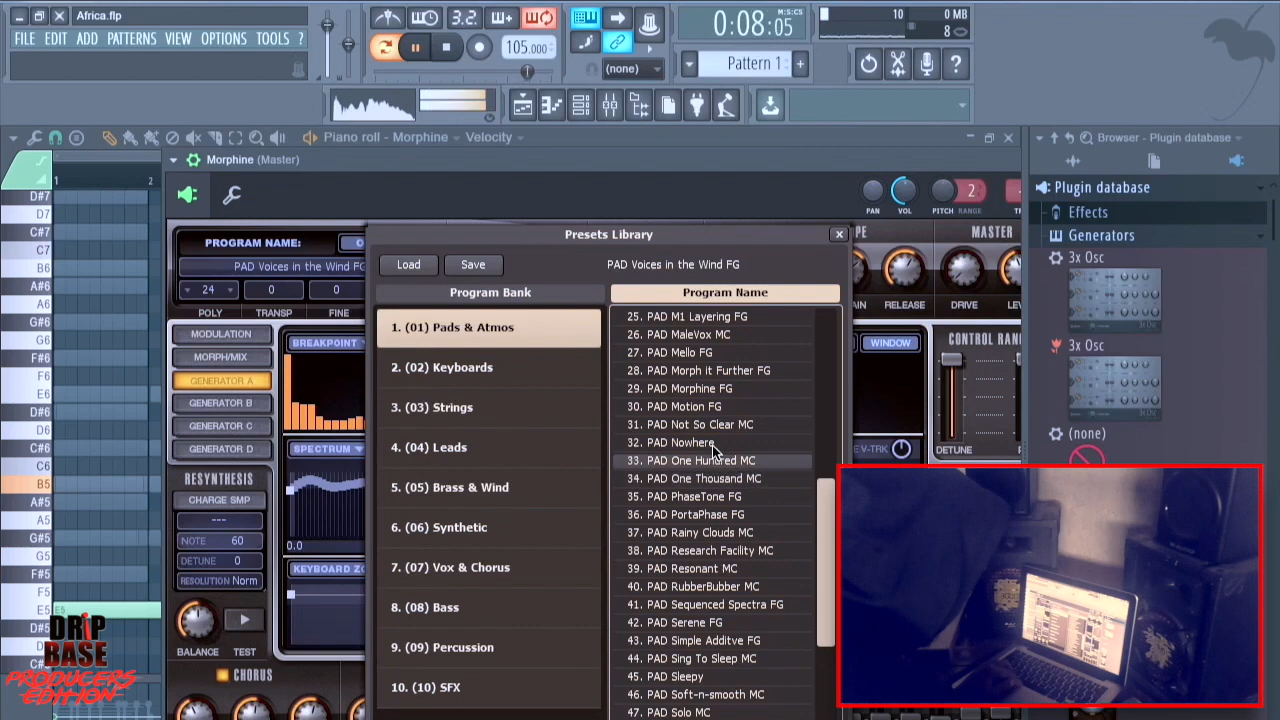 Africa.flp
FILE EDIT ADD PATTERNS VIEW OPTIONS TOOLS ?
3.2.
105.000
(none)
0:08:05
M:S:CS
Pattern 1
10
0 MB
8
Piano roll - Morphine
Velocity
Browser - Plugin database
1
2
Morphine (Master)
PAN
VOL
PITCH
2
RANGE
Plugin database
Effects
Generators
3x Osc
3x Osc
(none)
D#7
D7
C#7
C7
B6
A#6
A6
G#6
G6
F#6
F6
E6
D#6
D6
C#6
C6
B5
A#5
A5
G#5
G5
F#5
F5
E5
E5
D#5
PROGRAM NAME:
PAD Voices in the Wind FG
24
0
0
POLY
TRANSP
FINE
MODULATION
MORPH/MIX
GENERATOR A
GENERATOR B
GENERATOR C
GENERATOR D
RESYNTHESIS
CHARGE SMP
---
NOTE 60
DETUNE 0
RESOLUTION Norm
BALANCE
TEST
CHORUS
BREAKPOINT
SPECTRUM
0.0
Presets Library
Load
Save
PAD Voices in the Wind FG
Program Bank
Program Name
1. (01) Pads & Atmos
2. (02) Keyboards
3. (03) Strings
4. (04) Leads
5. (05) Brass & Wind
6. (06) Synthetic
7. (07) Vox & Chorus
8. (08) Bass
9. (09) Percussion
10. (10) SFX
25. PAD M1 Layering FG
26. PAD MaleVox MC
27. PAD Mello FG
28. PAD Morph it Further FG
29. PAD Morphine FG
30. PAD Motion FG
31. PAD Not So Clear MC
32. PAD Nowhere
33. PAD One Hundred MC
34. PAD One Thousand MC
35. PAD PhaseTone FG
36. PAD PortaPhase FG
37. PAD Rainy Clouds MC
38. PAD Research Facility MC
39. PAD Resonant MC
40. PAD RubberBubber MC
41. PAD Sequenced Spectra FG
42. PAD Serene FG
43. PAD Simple Additve FG
44. PAD Sing To Sleep MC
45. PAD Sleepy
46. PAD Soft-n-smooth MC
47. PAD Solo MC
MASTER
RELEASE
DRIVE
WINDOW
DETUNE
DRiP
BASE
PRODUCERS
EDITION